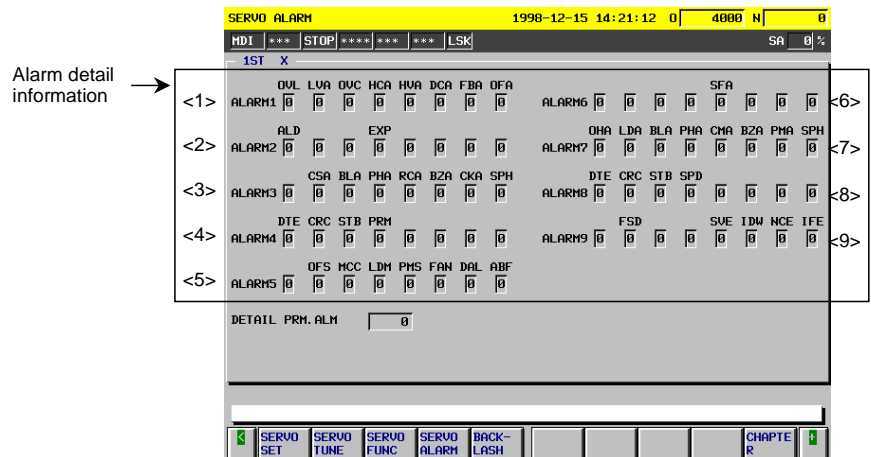 SERVO ALARM 1998-12-15 14:21:12 O 4000 N 0
MDI *** STOP **** *** *** LSK SA 0 %
1ST X
Alarm detail information
OVL LVA OVC HCA HVA DCA FBA OFA SFA
<1> ALARM1 0 0 0 0 0 0 0 0 ALARM6 0 0 0 0 0 0 0 0 <6>
ALD EXP OHA LDA BLA PHA CMA BZA PMA SPH
<2> ALARM2 0 0 0 0 0 0 0 0 ALARM7 0 0 0 0 0 0 0 0 <7>
CSA BLA PHA RCA BZA CKA SPH DTE CRC STB SPD
<3> ALARM3 0 0 0 0 0 0 0 0 ALARM8 0 0 0 0 0 0 0 0 <8>
DTE CRC STB PRM FSD SVE IDW NCE IFE
<4> ALARM4 0 0 0 0 0 0 0 0 ALARM9 0 0 0 0 0 0 0 0 <9>
OFS MCC LDM PMS FAN DAL ABF
<5> ALARM5 0 0 0 0 0 0 0 0
DETAIL PRM.ALM 0
< SERVO SET SERVO TUNE SERVO FUNC SERVO ALARM BACK-LASH CHAPTER +